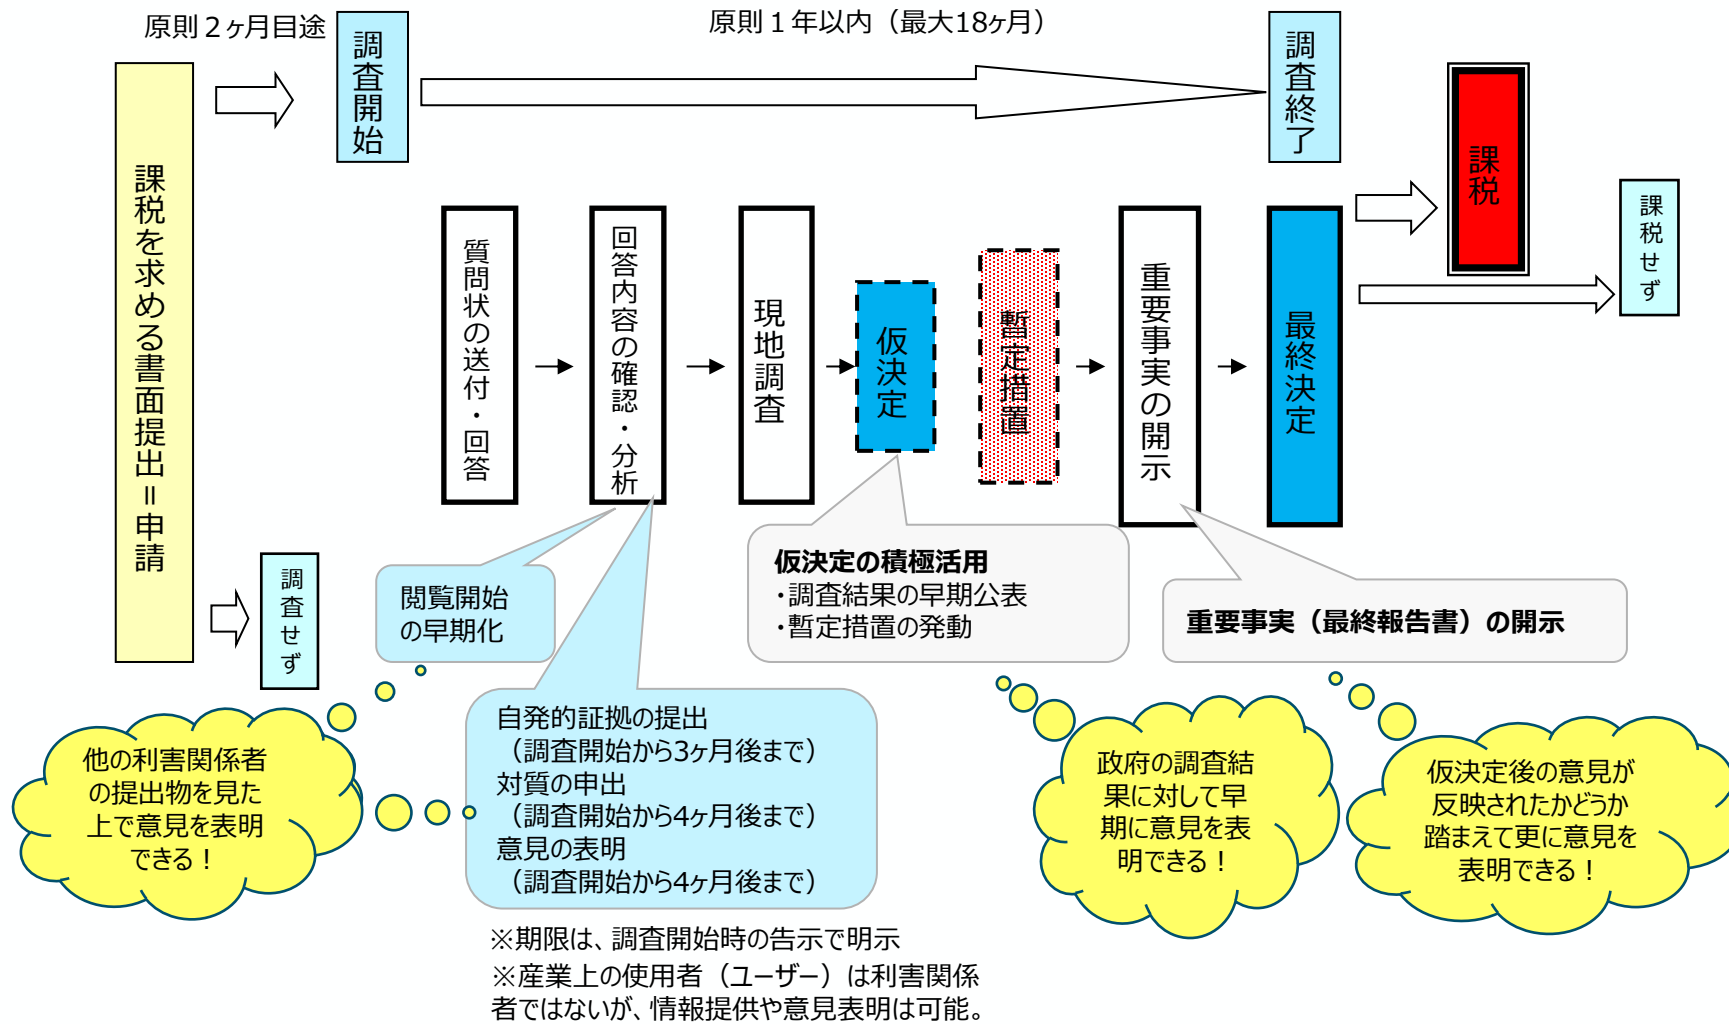 原則２ヶ月目途
原則１年以内（最大18ヶ月）
課税を求める書面提出＝申請
調査開始
調査終了
課税
課税せず
調査せず
質問状の送付・回答
回答内容の確認・分析
現地調査
仮決定
暫定措置
重要事実の開示
最終決定
閲覧開始
の早期化
仮決定の積極活用
・調査結果の早期公表
・暫定措置の発動
重要事実（最終報告書）の開示
自発的証拠の提出
（調査開始から3ヶ月後まで）
対質の申出
（調査開始から4ヶ月後まで）
意見の表明
（調査開始から4ヶ月後まで）
他の利害関係者
の提出物を見た
上で意見を表明
できる！
政府の調査結
果に対して早
期に意見を表
明できる！
仮決定後の意見が
反映されたかどうか
踏まえて更に意見を
表明できる！
※期限は、調査開始時の告示で明示
※産業上の使用者（ユーザー）は利害関係
者ではないが、情報提供や意見表明は可能。